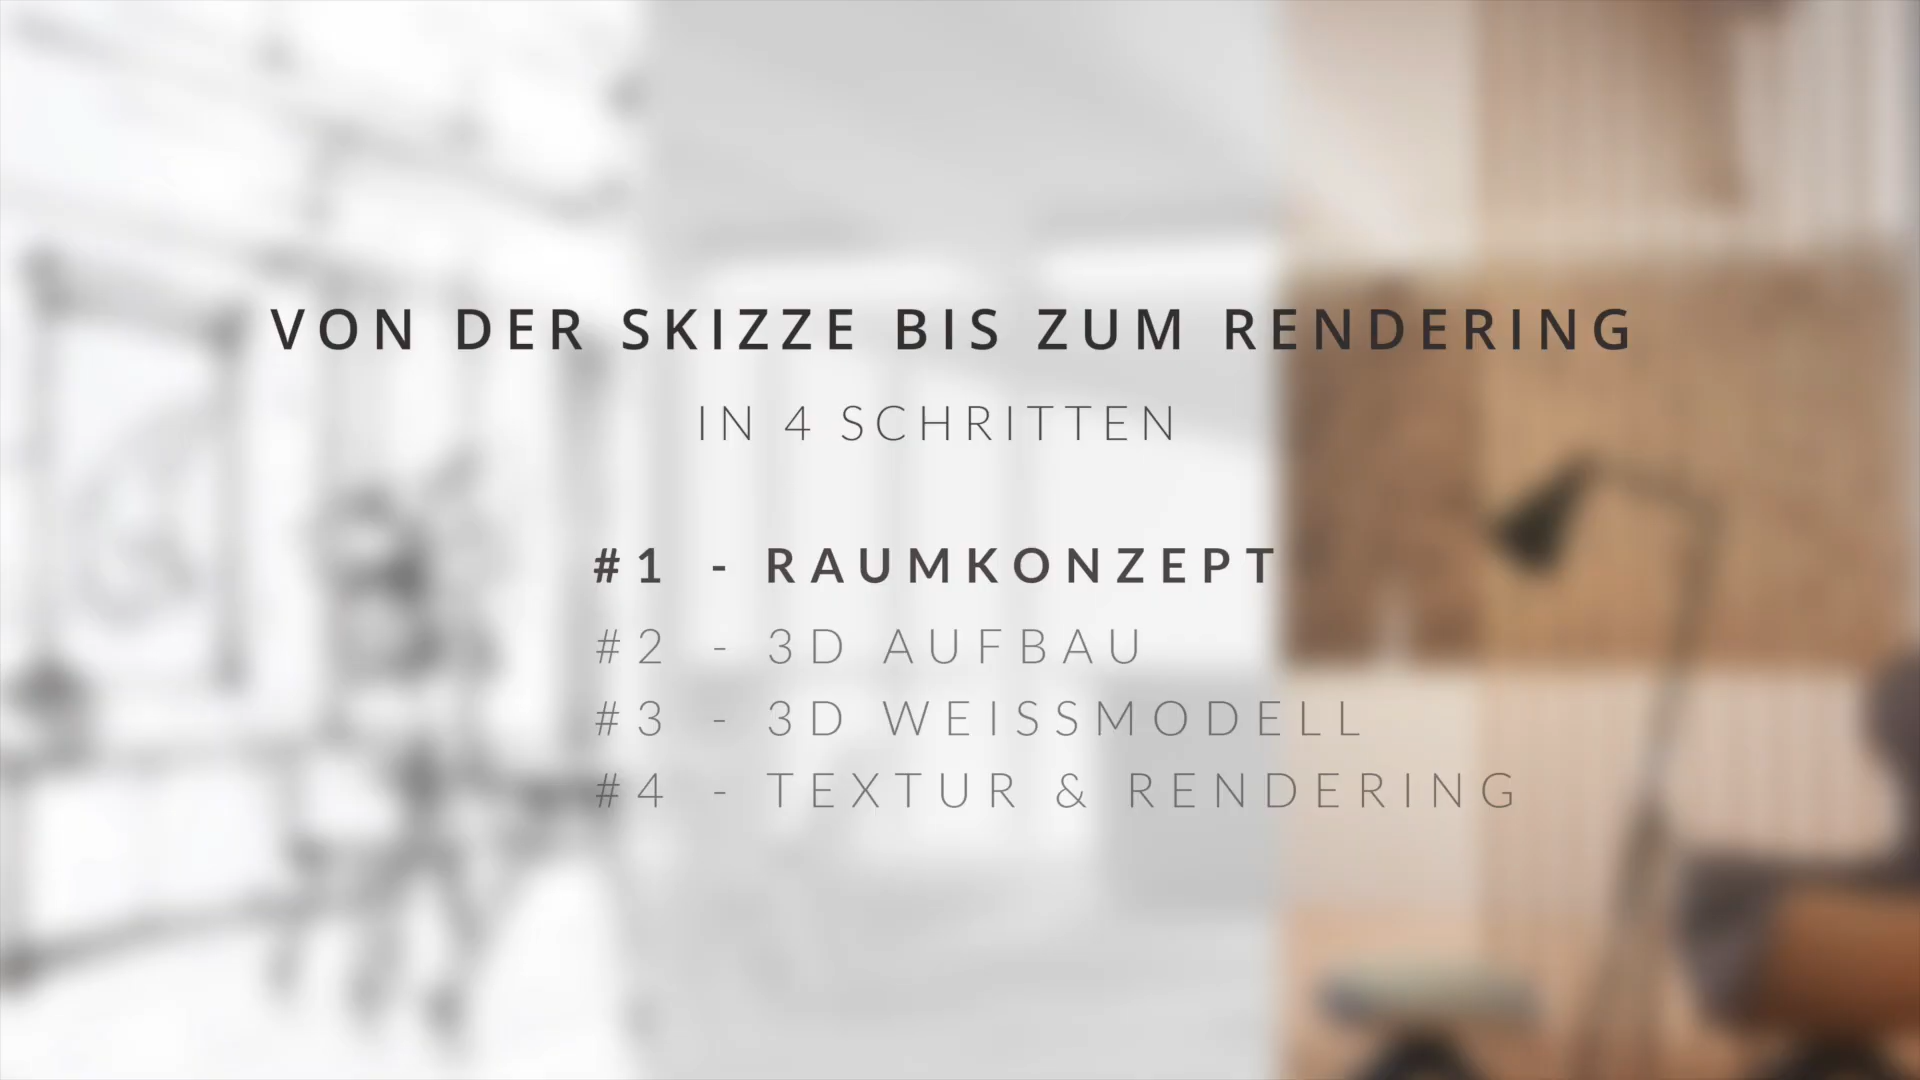 VON DER SKIZZE BIS ZUM RENDERING
IN 4 SCHRITTEN
#1 - RAUMKONZEPT
#2 - 3D AUFBAU
#3 - 3D WEISSMODELL
#4 - TEXTUR & RENDERING